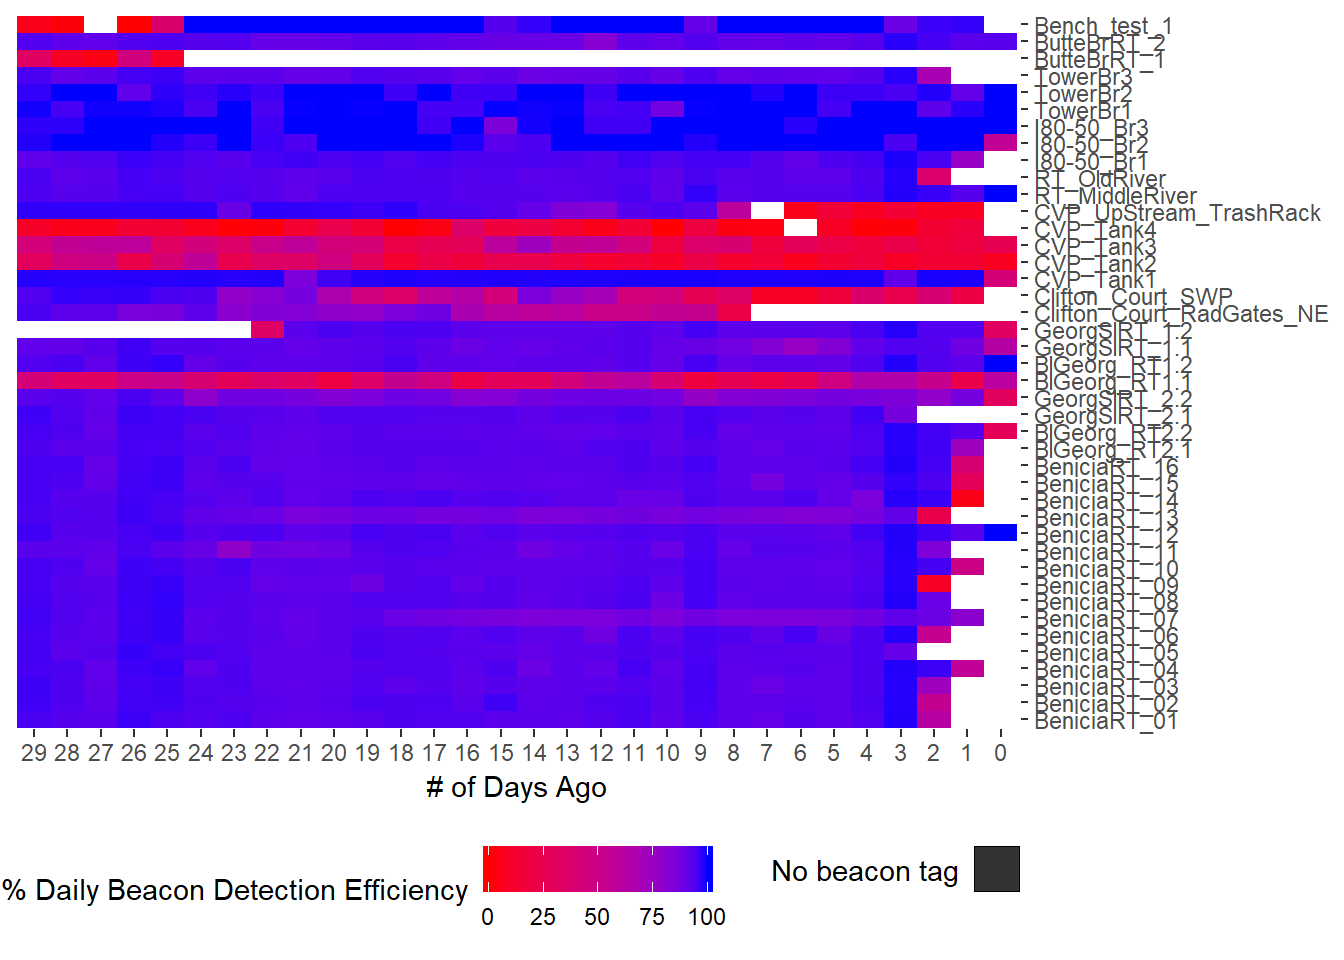 Bench_test_1
ButteBrRT_2
ButteBrRT_1
TowerBr3
TowerBr2
TowerBr1
I80-50_Br3
I80-50_Br2
I80-50_Br1
RT_OldRiver
RT_MiddleRiver
CVP_UpStream_TrashRack
CVP_Tank4
CVP_Tank3
CVP_Tank2
CVP_Tank1
Clifton_Court_SWP
Clifton_Court_RadGates_NE
GeorgSlRT_1.2
GeorgSlRT_1.1
BlGeorg_RT1.2
BlGeorg_RT1.1
GeorgSlRT_2.2
GeorgSlRT_2.1
BlGeorg_RT2.2
BlGeorg_RT2.1
BeniciaRT_16
BeniciaRT_15
BeniciaRT_14
BeniciaRT_13
BeniciaRT_12
BeniciaRT_11
BeniciaRT_10
BeniciaRT_09
BeniciaRT_08
BeniciaRT_07
BeniciaRT_06
BeniciaRT_05
BeniciaRT_04
BeniciaRT_03
BeniciaRT_02
BeniciaRT_01
29 28 27 26 25 24 23 22 21 20 19 18 17 16 15 14 13 12 11 10 9 8 7 6 5 4 3 2 1 0
# of Days Ago
% Daily Beacon Detection Efficiency
0 25 50 75 100
No beacon tag